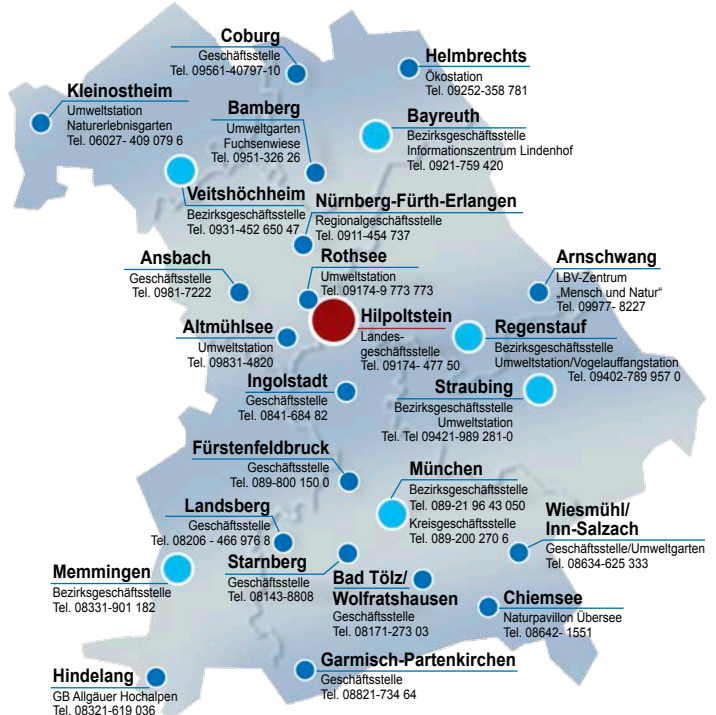 Coburg
Geschäftsstelle
Tel. 09561-40797-10
Helmbrechts
Ökostation
Tel. 09252-358 781
Kleinostheim
Umweltstation
Naturerlebnisgarten
Tel. 06027- 409 079 6
Bamberg
Umweltgarten
Fuchsenwiese
Tel. 0951-326 26
Bayreuth
Bezirksgeschäftsstelle
Informationszentrum Lindenhof
Tel. 0921-759 420
Veitshöchheim
Bezirksgeschäftsstelle
Tel. 0931-452 650 47
Nürnberg-Fürth-Erlangen
Regionalgeschäftsstelle
Tel. 0911-454 737
Ansbach
Geschäftsstelle
Tel. 0981-7222
Rothsee
Umweltstation
Tel. 09174-9 773 773
Arnschwang
LBV-Zentrum
„Mensch und Natur“
Tel. 09977- 8227
Altmühlsee
Umweltstation
Tel. 09831-4820
Hilpoltstein
Landes-
geschäftsstelle
Tel. 09174- 477 50
Regenstauf
Bezirksgeschäftsstelle
Umweltstation/Vogelauffangstation
Tel. 09402-789 957 0
Ingolstadt
Geschäftsstelle
Tel. 0841-684 82
Straubing
Bezirksgeschäftsstelle
Umweltstation
Tel. Tel 09421-989 281-0
Fürstenfeldbruck
Geschäftsstelle
Tel. 089-800 150 0
München
Bezirksgeschäftsstelle
Tel. 089-21 96 43 050
Kreisgeschäftsstelle
Tel. 089-200 270 6
Landsberg
Geschäftsstelle
Tel. 08206 - 466 976 8
Wiesmühl/
Inn-Salzach
Geschäftsstelle/Umweltgarten
Tel. 08634-625 333
Starnberg
Geschäftsstelle
Tel. 08143-8808
Memmingen
Bezirksgeschäftsstelle
Tel. 08331-901 182
Bad Tölz/
Wolfratshausen
Geschäftsstelle
Tel. 08171-273 03
Chiemsee
Naturpavillon Übersee
Tel. 08642- 1551
Hindelang
GB Allgäuer Hochalpen
Tel. 08321-619 036
Garmisch-Partenkirchen
Geschäftsstelle
Tel. 08821-734 64